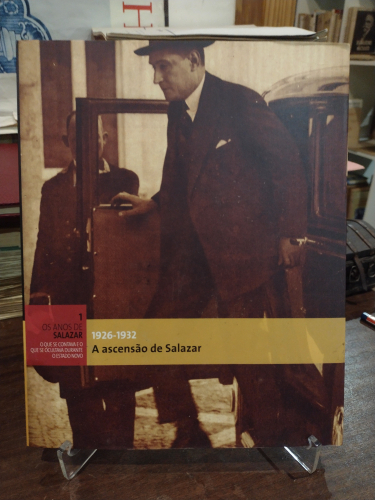 H
1
OS ANOS DE
SALAZAR
O QUE SE CONTAVA E O
QUE SE OCULTAVA DURANTE
O ESTADO NOVO
1926-1932
A ascensão de Salazar